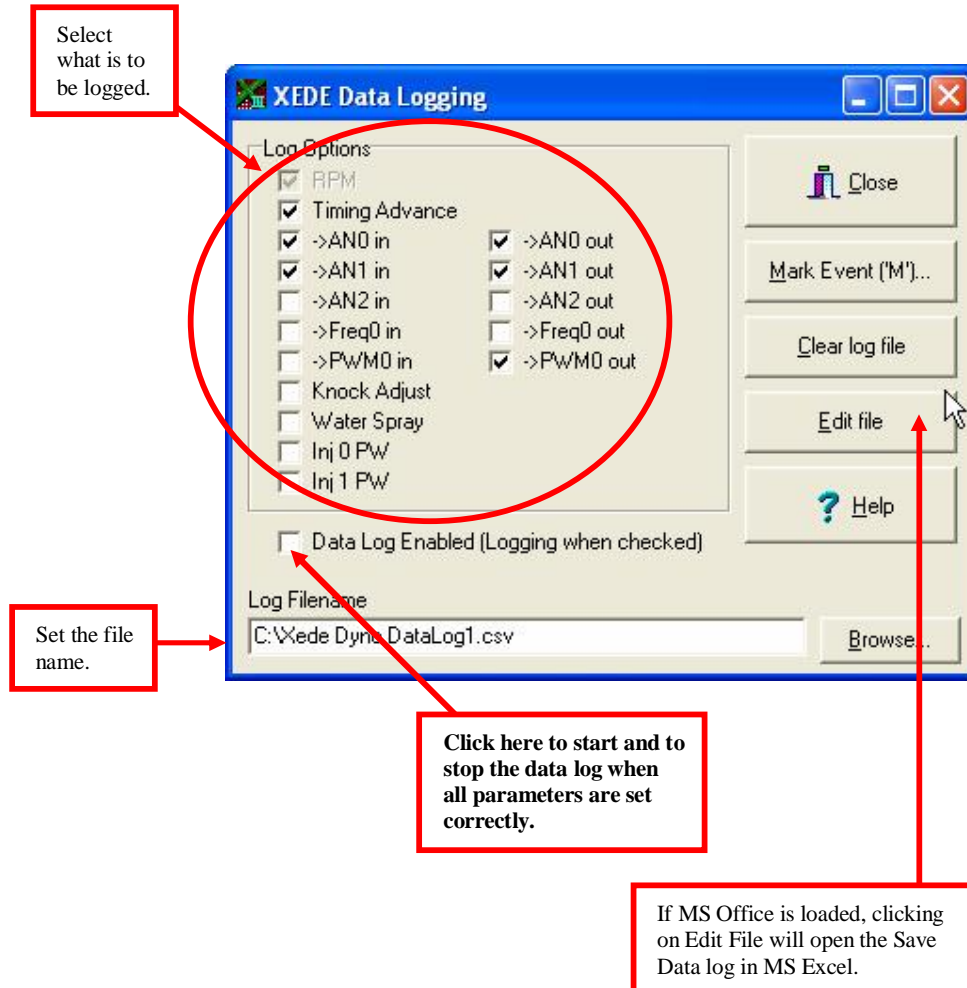 Select
what is to
be logged.
XEDE Data Logging
Log Options
RPM
Timing Advance
->AN0 in ->AN0 out
->AN1 in ->AN1 out
->AN2 in ->AN2 out
->Freq0 in ->Freq0 out
->PWM0 in ->PWM0 out
Knock Adjust
Water Spray
Inj 0 PW
Inj 1 PW
Close
Mark Event ('M')...
Clear log file
Edit file
? Help
Data Log Enabled (Logging when checked)
Log Filename
C:\Xede Dyno DataLog1.csv
Browse...
Set the file
name.
Click here to start and to
stop the data log when
all parameters are set
correctly.
If MS Office is loaded, clicking
on Edit File will open the Save
Data log in MS Excel.